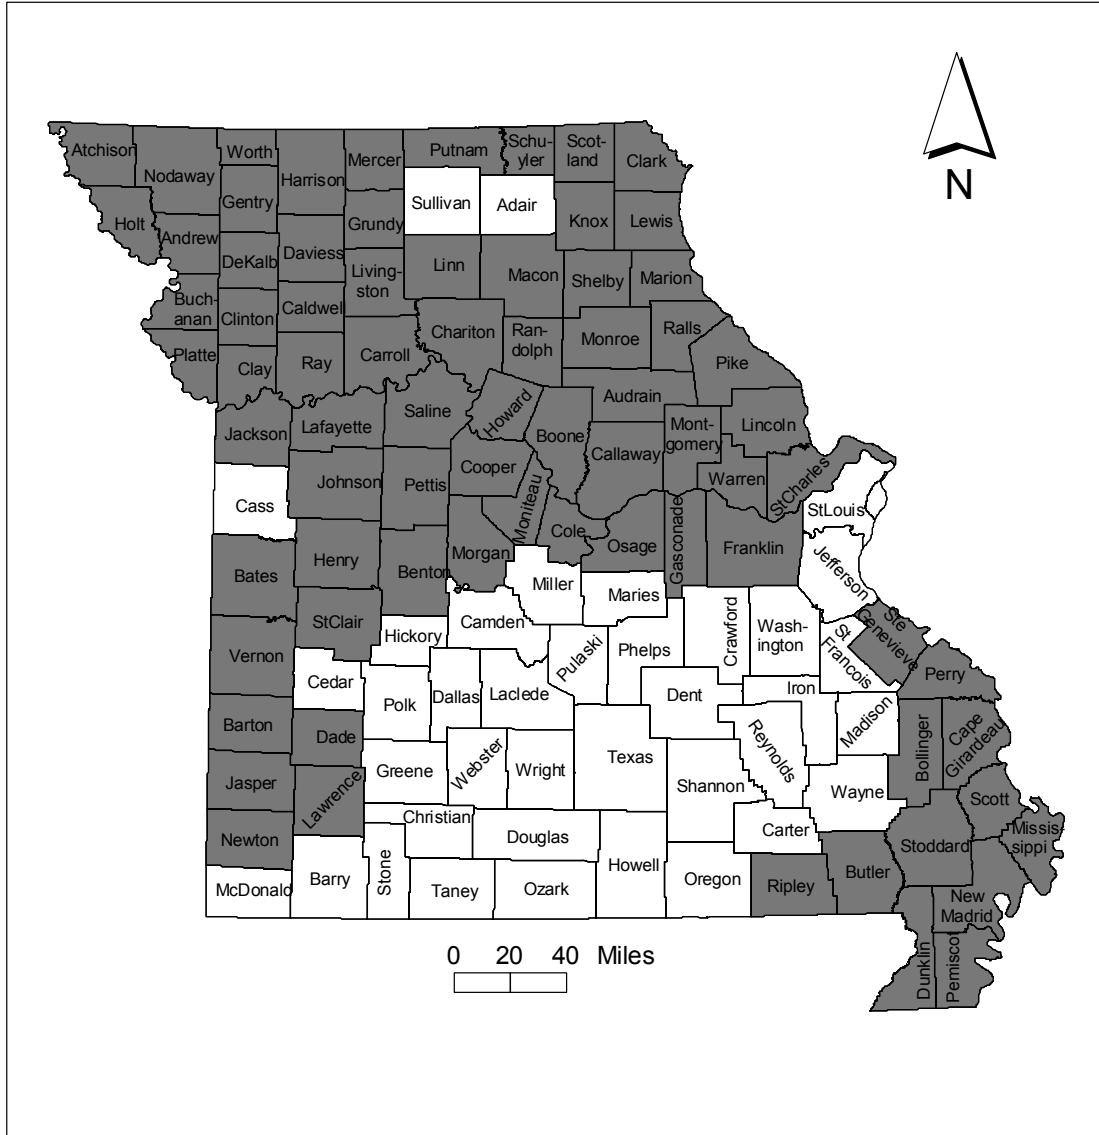 N
Atchison
Nodaway
Worth
Harrison
Mercer
Putnam
Schu-
yler
Scot-
land
Clark
Holt
Andrew
Gentry
DeKalb
Daviess
Grundy
Sullivan
Adair
Knox
Lewis
Buch-
anan
Clinton
Caldwel
Living-
ston
Linn
Macon
Shelby
Marion
Platte
Clay
Ray
Carroll
Chariton
Ran-
dolph
Monroe
Ralls
Pike
Jackson
Lafayette
Saline
Howard
Boone
Audrain
Callaway
Mont-
gomery
Lincoln
Warren
StCharles
Cass
Johnson
Pettis
Cooper
Moniteau
Cole
Osage
Gasconade
Franklin
StLouis
Jefferson
Bates
Henry
Benton
Morgan
Miller
Maries
Crawford
Wash-
ington
Ste
Genevieve
St
Francois
Perry
Vernon
StClair
Hickory
Camden
Pulaski
Phelps
Dent
Iron
Madison
Bollinger
Cape
Girardeau
Cedar
Polk
Dallas
Laclede
Barton
Dade
Greene
Webster
Wright
Texas
Shannon
Reynolds
Wayne
Scott
Missis-
sippi
Jasper
Lawrence
Christian
Douglas
Howell
Carter
Stoddard
Newton
McDonald
Barry
Stone
Taney
Ozark
Oregon
Ripley
Butler
New
Madrid
Dunklin
Pemiscot
0 20 40 Miles